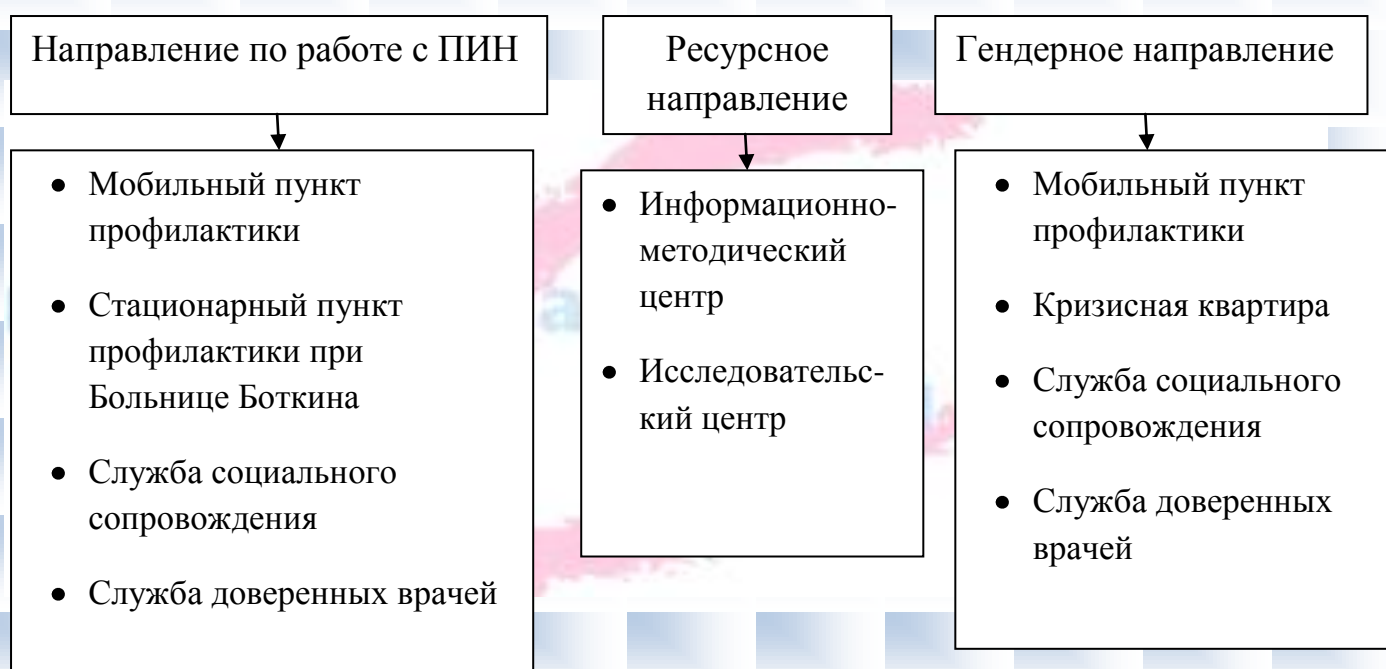 Направление по работе с ПИН
Мобильный пункт
профилактики
Стационарный пункт
профилактики при
Больнице Боткина
Служба социального
сопровождения
Служба доверенных врачей
Ресурсное
направление
Информационно-
методический
центр
Исследовательс-
кий центр
Гендерное направление
Мобильный пункт
профилактики
Кризисная квартира
Служба социального
сопровождения
Служба доверенных
врачей